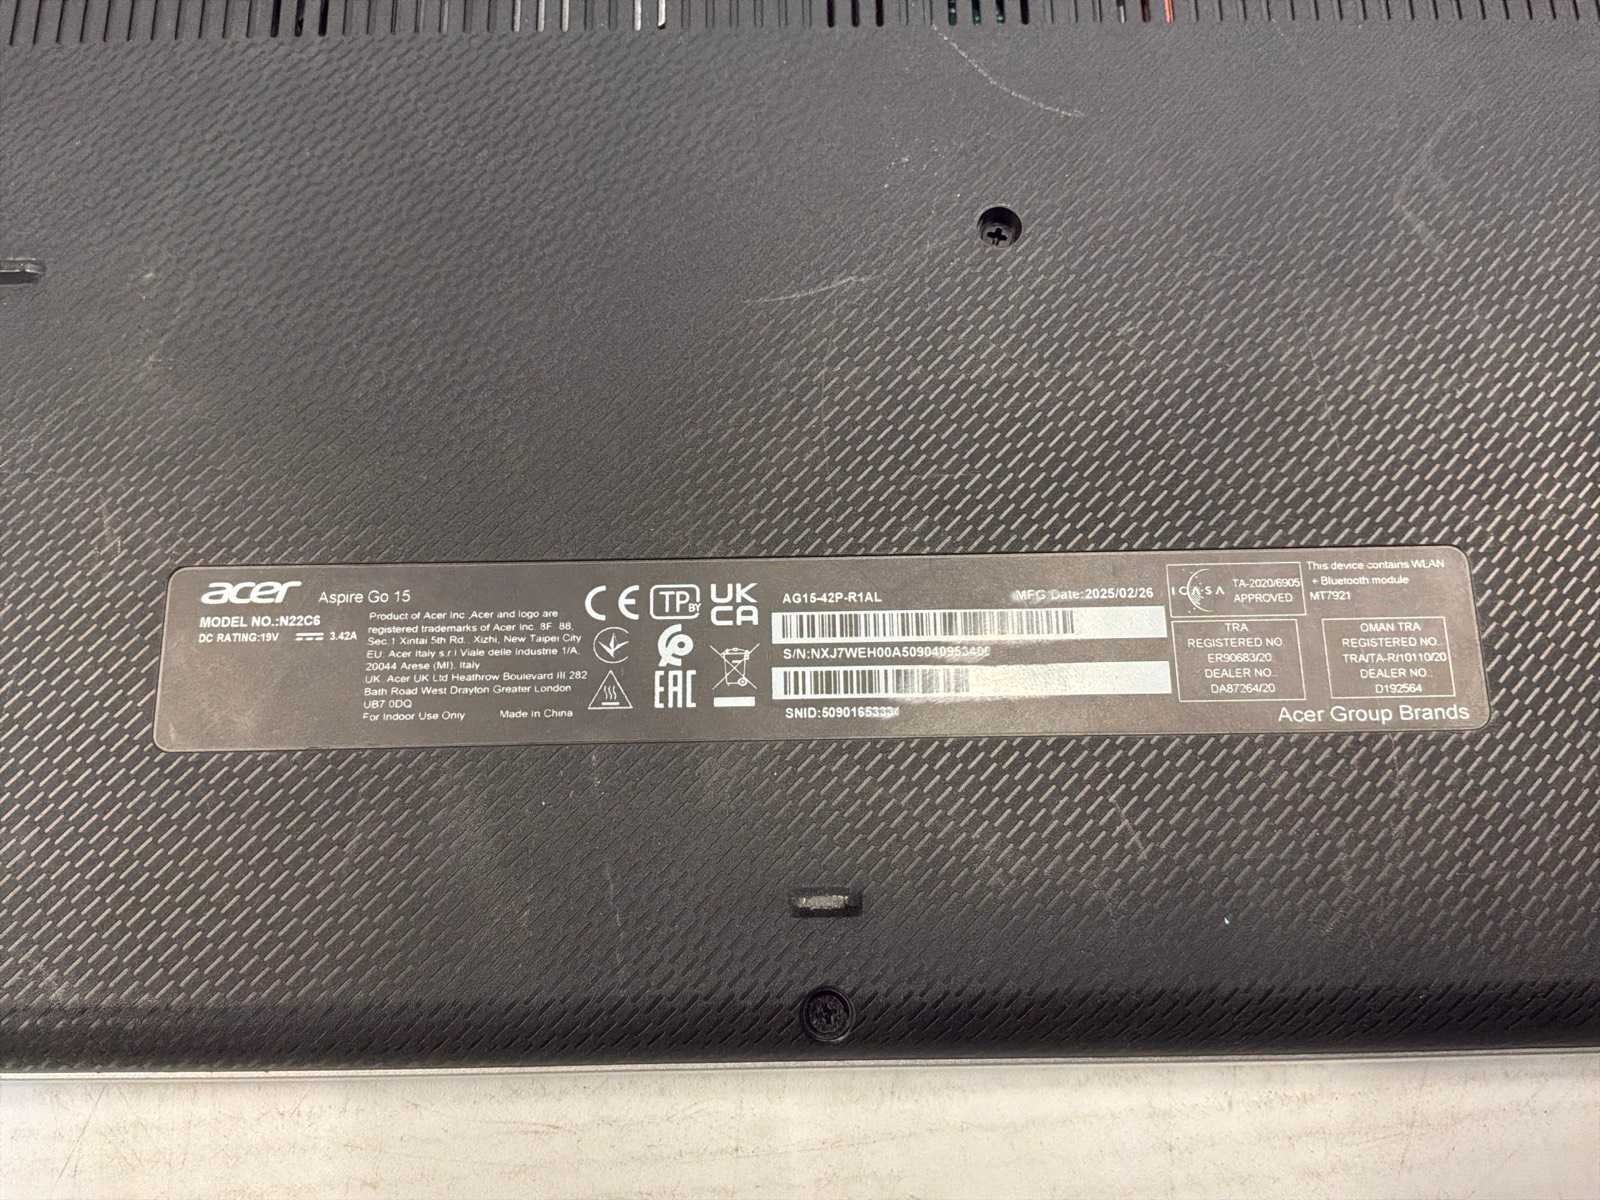 acer Aspire Go 15
MODEL NO.:N22C6
DC RATING:19V 3.42A
Product of Acer Inc .Acer and logo are
registered trademarks of Acer Inc. 8F 88,
Sec.1 Xintai 5th Rd., Xizhi, New Taipei City
EU: Acer Italy s.r.l Viale delle Industrie 1/A,
20044 Arese (MI), Italy
UK: Acer UK Ltd Heathrow Boulevard III 282
Bath Road West Drayton Greater London
UB7 0DQ
For Indoor Use Only Made in China
CE TP BY UK CA
EAC
AG15-42P-R1AL MFG Date:2025/02/26
S/N:NXJ7WEH00A509040953400
SNID:5090165333
ICASA TA-2020/6905
APPROVED
This device contains WLAN
+ Bluetooth module
MT7921
TRA
REGISTERED NO.
ER90683/20
DEALER NO.:
DA87264/20
OMAN TRA
REGISTERED NO.
TRA/TA-R/10110/20
DEALER NO.:
D192564
Acer Group Brands